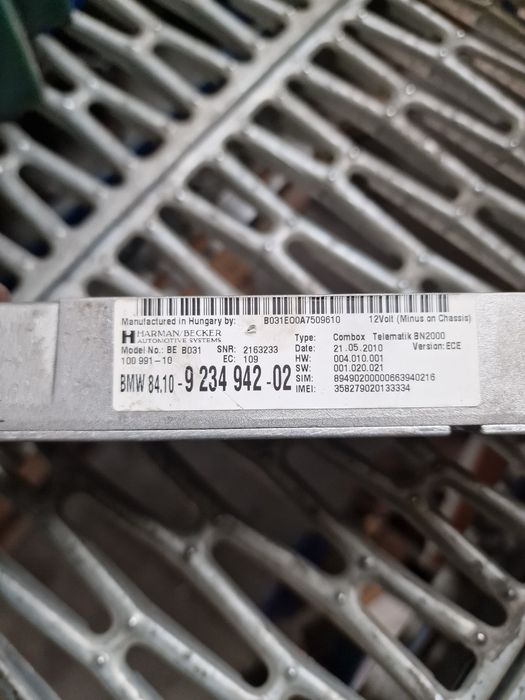 Manufactured in Hungary by: B031E00A7509610 12Volt (Minus on Chassis)
HARMAN/BECKER Type: Combox Telematik BN2000
AUTOMOTIVE SYSTEMS
Model No.: BE B031 SNR: 2163233 Date: 21.05.2010 Version: ECE
100 991-10 EC: 109 HW: 004.010.001
SW: 001.020.021
BMW 84.10 - 9 234 942 - 02 SIM: 89490200000663940216
IMEI: 358279020133334